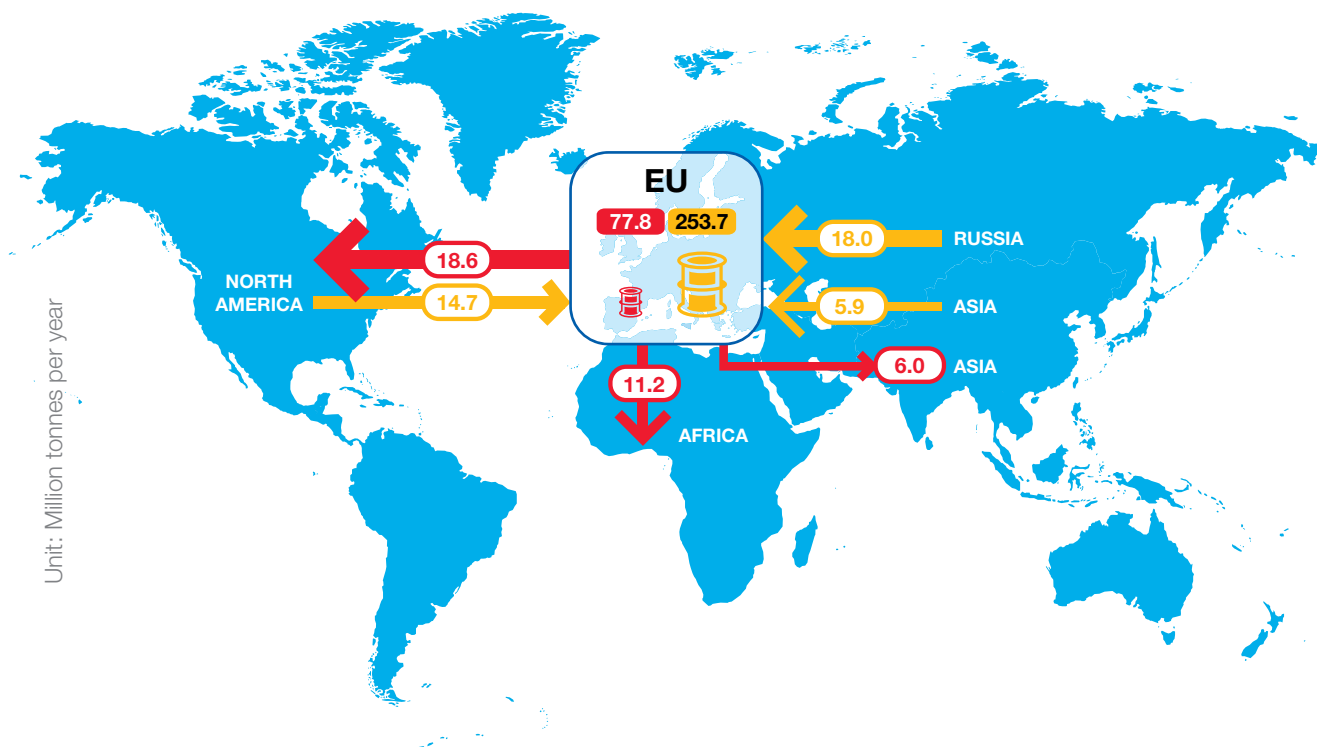 EU
77.8 253.7
18.0
RUSSIA
18.6
NORTH
AMERICA
14.7
5.9
ASIA
6.0
ASIA
11.2
AFRICA
Unit: Million tonnes per year